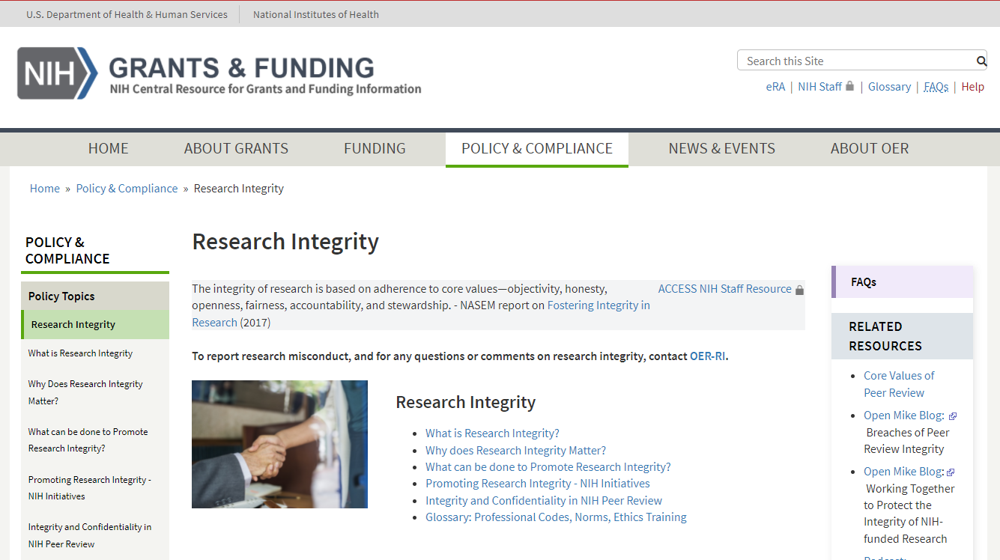 U.S. Department of Health & Human Services
National Institutes of Health
NIH
GRANTS & FUNDING
NIH Central Resource for Grants and Funding Information
Search this Site
eRA | NIH Staff | Glossary | FAQs | Help
HOME
ABOUT GRANTS
FUNDING
POLICY & COMPLIANCE
NEWS & EVENTS
ABOUT OER
Home » Policy & Compliance » Research Integrity
POLICY &
COMPLIANCE
Policy Topics
Research Integrity
What is Research Integrity
Why Does Research Integrity
Matter?
What can be done to Promote
Research Integrity?
Promoting Research Integrity -
NIH Initiatives
Integrity and Confidentiality in
NIH Peer Review
Research Integrity
The integrity of research is based on adherence to core values—objectivity, honesty,
openness, fairness, accountability, and stewardship. - NASEM report on Fostering Integrity in
Research (2017)
ACCESS NIH Staff Resource
To report research misconduct, and for any questions or comments on research integrity, contact OER-RI.
Research Integrity
• What is Research Integrity?
• Why does Research Integrity Matter?
• What can be done to Promote Research Integrity?
• Promoting Research Integrity - NIH Initiatives
• Integrity and Confidentiality in NIH Peer Review
• Glossary: Professional Codes, Norms, Ethics Training
FAQs
RELATED
RESOURCES
• Core Values of
Peer Review
• Open Mike Blog:
Breaches of Peer
Review Integrity
• Open Mike Blog:
Working Together
to Protect the
Integrity of NIH-
funded Research
Podcast: